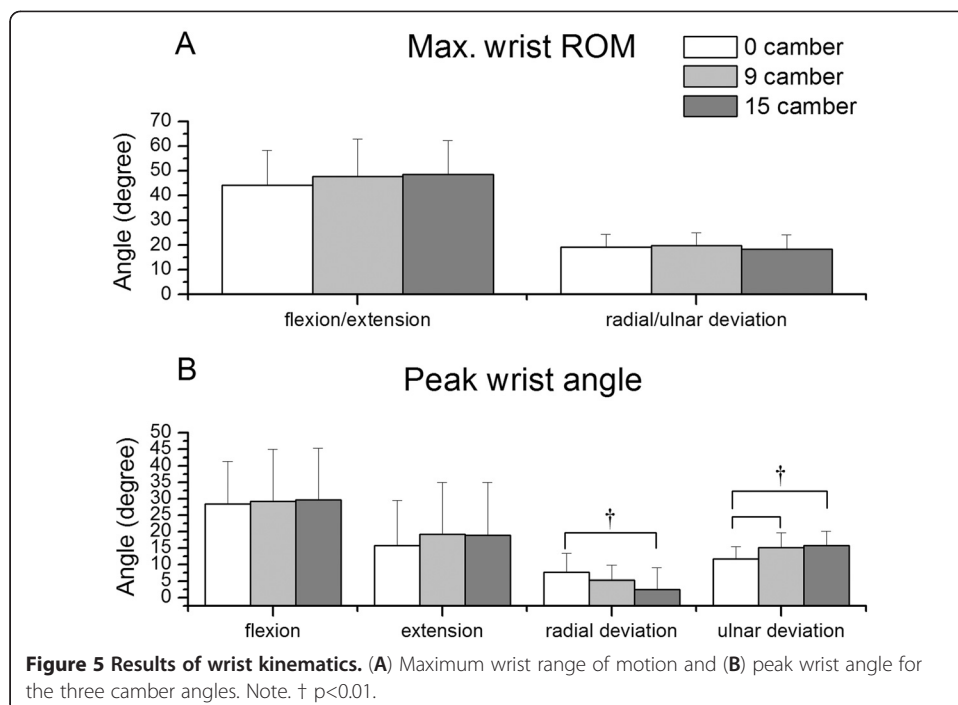 A
Max. wrist ROM
0 camber
9 camber
15 camber
Angle (degree)
70
60
50
40
30
20
10
0
flexion/extension
radial/ulnar deviation
B
Peak wrist angle
Angle (degree)
50
45
40
35
30
25
20
15
10
5
0
†
†
flexion
extension
radial deviation
ulnar deviation
Figure 5 Results of wrist kinematics. (A) Maximum wrist range of motion and (B) peak wrist angle for
the three camber angles. Note. † p<0.01.